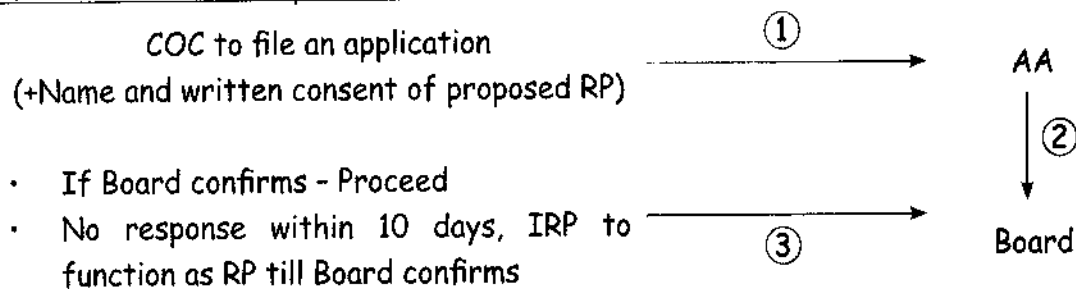 COC to file an application
(+Name and written consent of proposed RP)
①
AA
②
· If Board confirms - Proceed
· No response within 10 days, IRP to
function as RP till Board confirms
③
Board